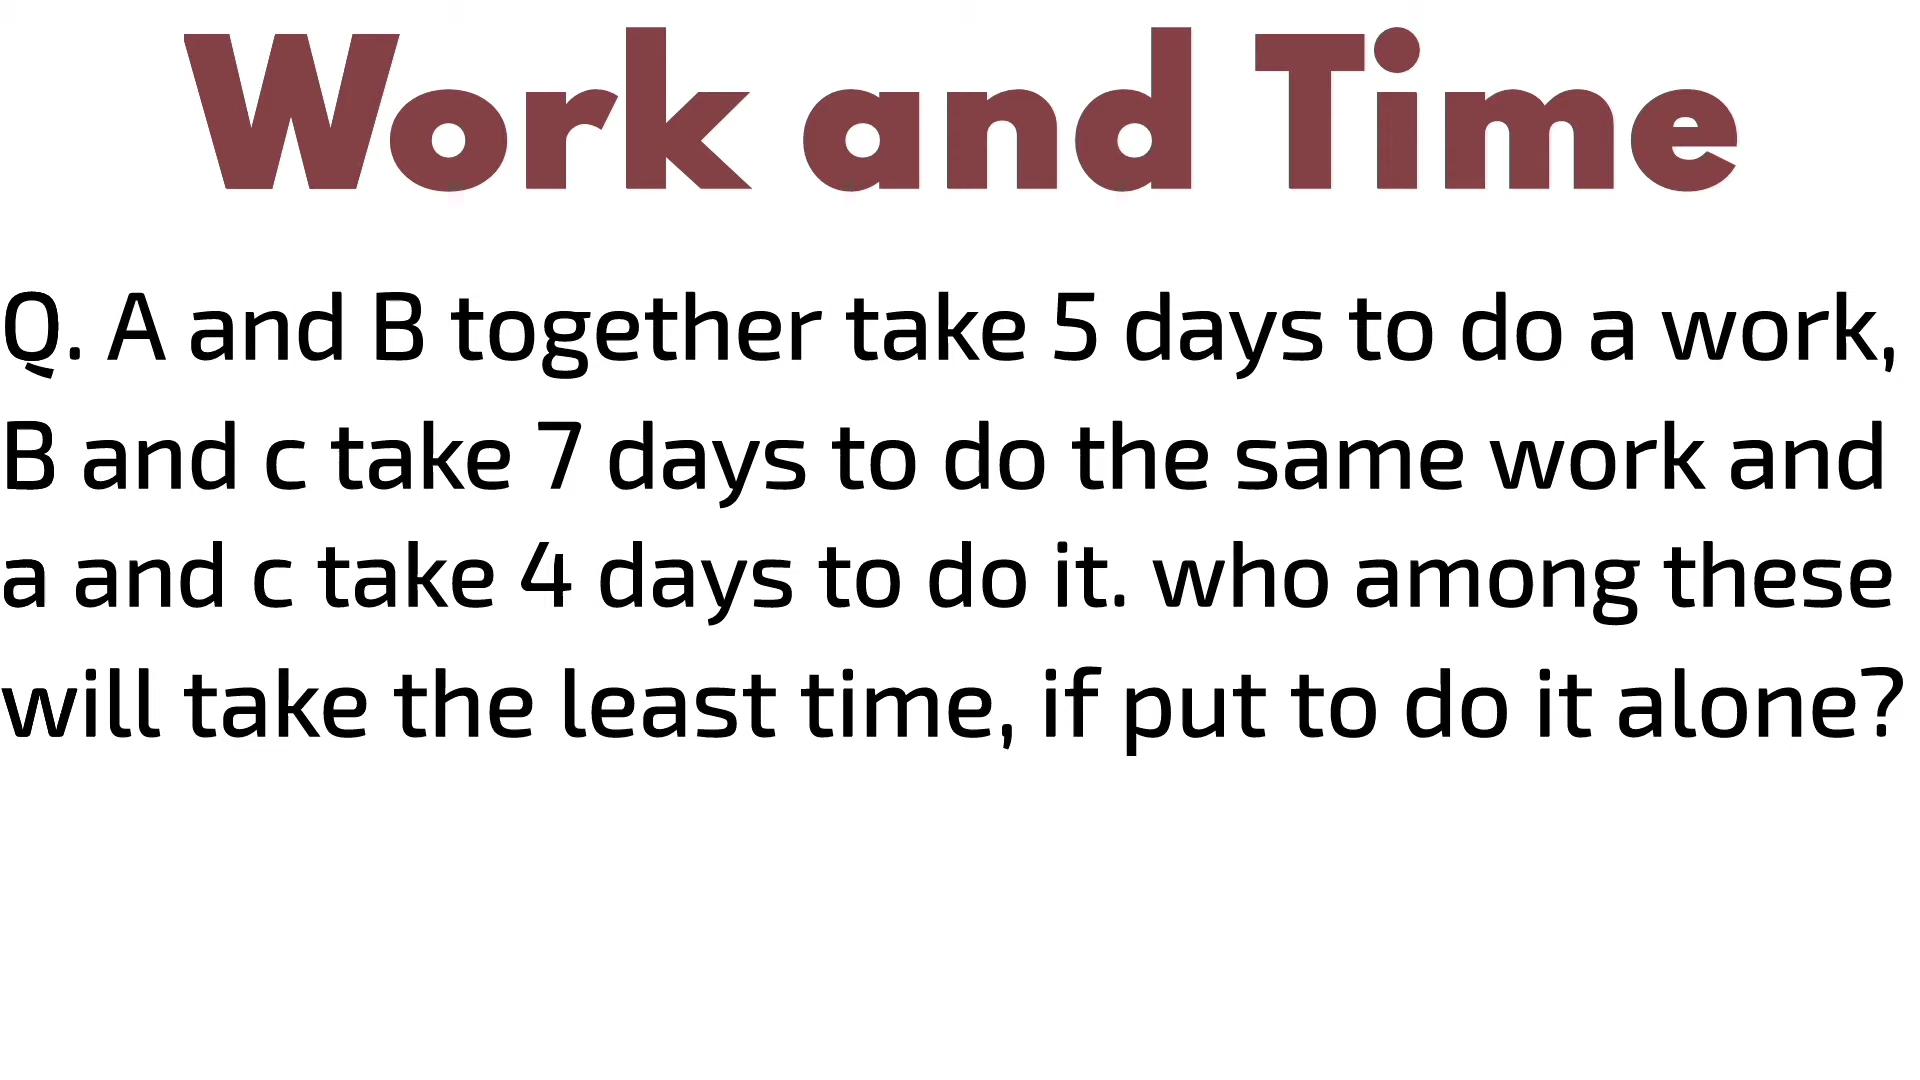 Work and Time
Q. A and B together take 5 days to do a work,
B and c take 7 days to do the same work and
a and c take 4 days to do it. who among these
will take the least time, if put to do it alone?